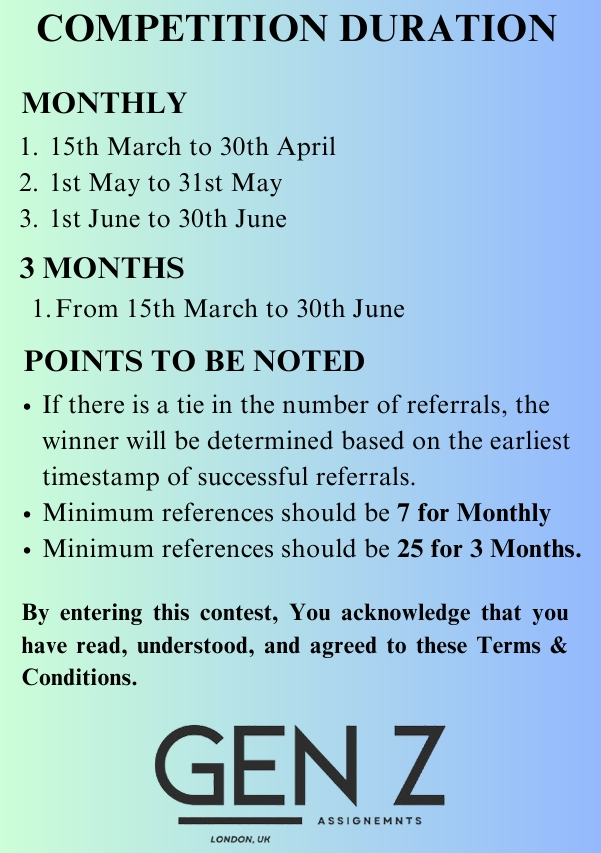 COMPETITION DURATION
MONTHLY
1. 15th March to 30th April
2. 1st May to 31st May
3. 1st June to 30th June
3 MONTHS
1. From 15th March to 30th June
POINTS TO BE NOTED
• If there is a tie in the number of referrals, the
winner will be determined based on the earliest
timestamp of successful referrals.
• Minimum references should be 7 for Monthly
• Minimum references should be 25 for 3 Months.
By entering this contest, You acknowledge that you
have read, understood, and agreed to these Terms &
Conditions.
GEN Z
ASSIGNEMNTS
LONDON, UK